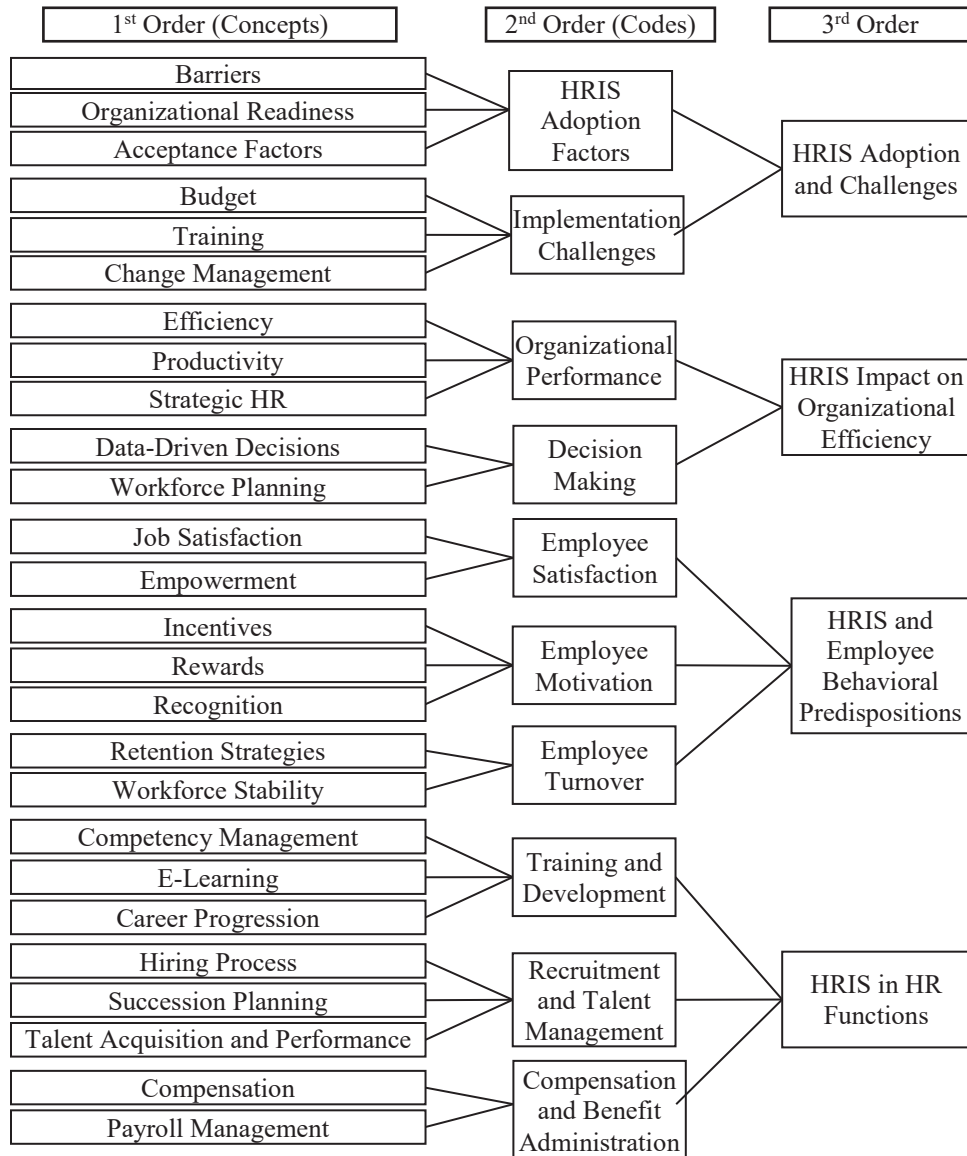 1st Order (Concepts)
2nd Order (Codes)
3rd Order
Barriers
Organizational Readiness
Acceptance Factors
HRIS
Adoption
Factors
Budget
Training
Change Management
Implementation
Challenges
HRIS Adoption
and Challenges
Efficiency
Productivity
Strategic HR
Organizational
Performance
Data-Driven Decisions
Workforce Planning
Decision
Making
HRIS Impact on
Organizational
Efficiency
Job Satisfaction
Empowerment
Employee
Satisfaction
Incentives
Rewards
Recognition
Employee
Motivation
Retention Strategies
Workforce Stability
Employee
Turnover
HRIS and
Employee
Behavioral
Predispositions
Competency Management
E-Learning
Career Progression
Training and
Development
Hiring Process
Succession Planning
Talent Acquisition and Performance
Recruitment
and Talent
Management
Compensation
Payroll Management
Compensation
and Benefit
Administration
HRIS in HR
Functions